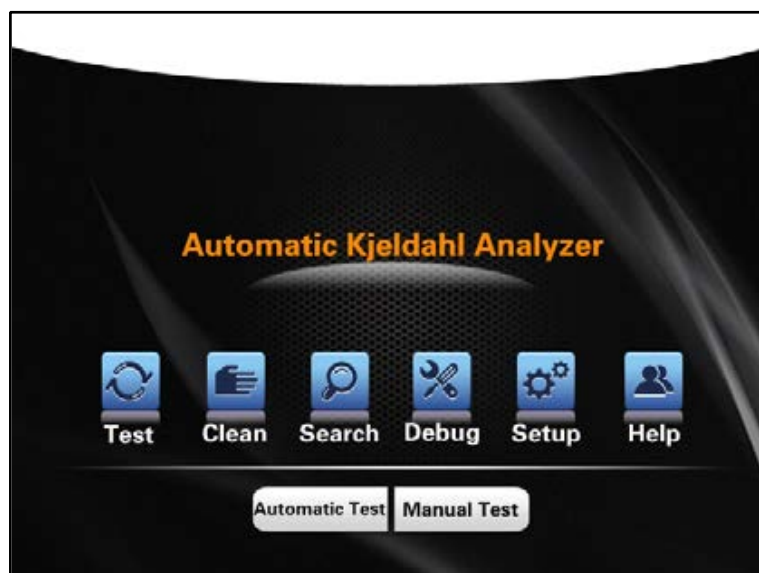 Automatic Kjeldahl Analyzer
Test Clean Search Debug Setup Help
Automatic Test Manual Test